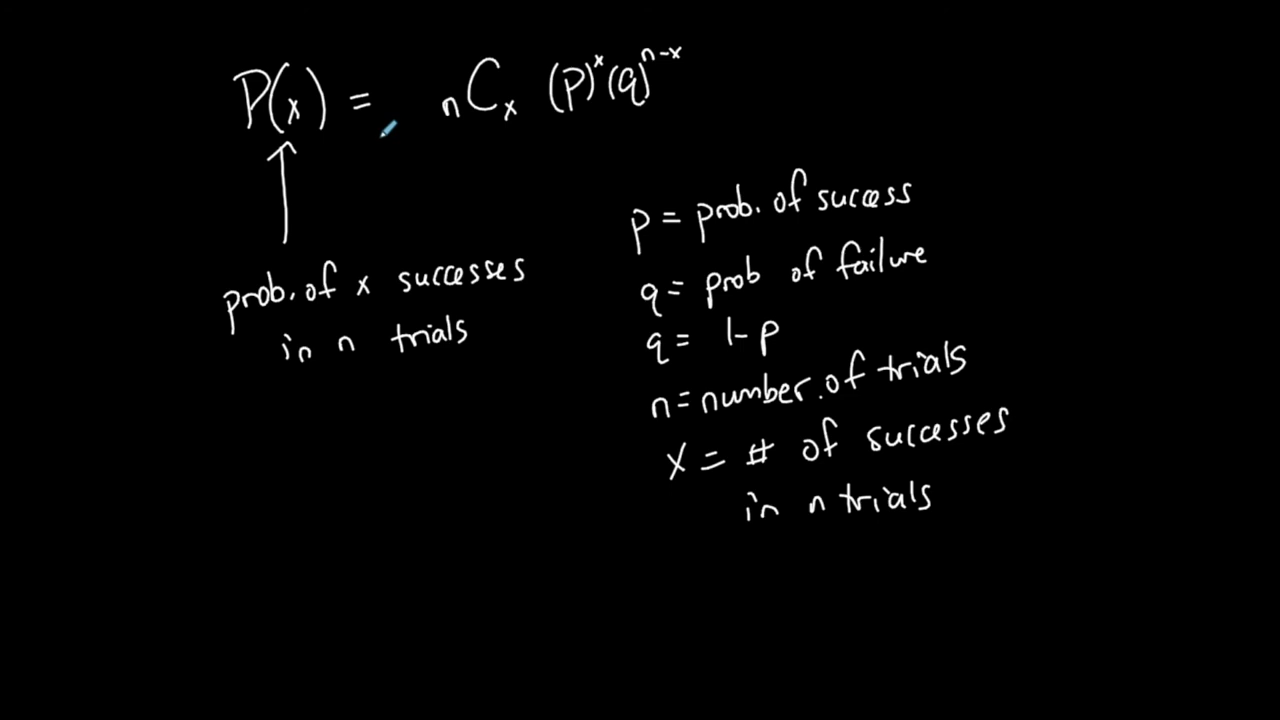 P(x) = nCx (p)^x (q)^n-x
prob. of x successes
in n trials
p = prob. of success
q = prob of failure
q = 1- p
n = number of trials
x = # of successes
in n trials